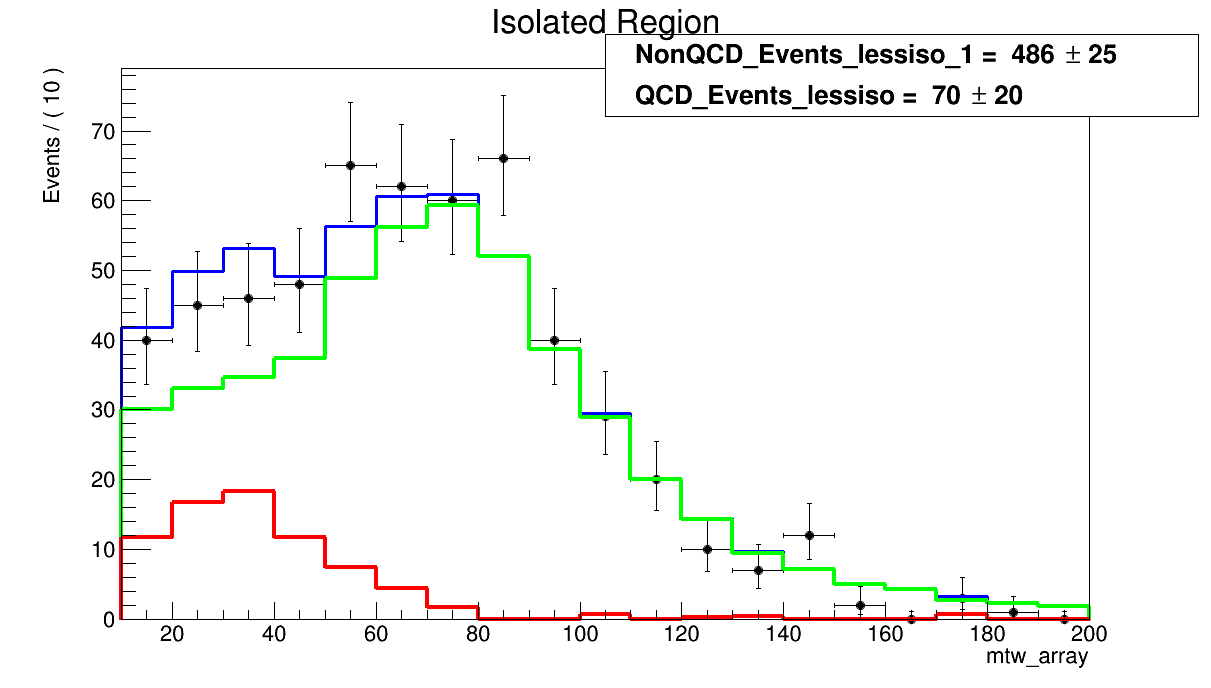 Isolated Region
NonQCD_Events_lessiso_1 = 486 ± 25
QCD_Events_lessiso = 70 ± 20
Events / ( 10 )
70
60
50
40
30
20
10
0
20 40 60 80 100 120 140 160 180 200
mtw_array